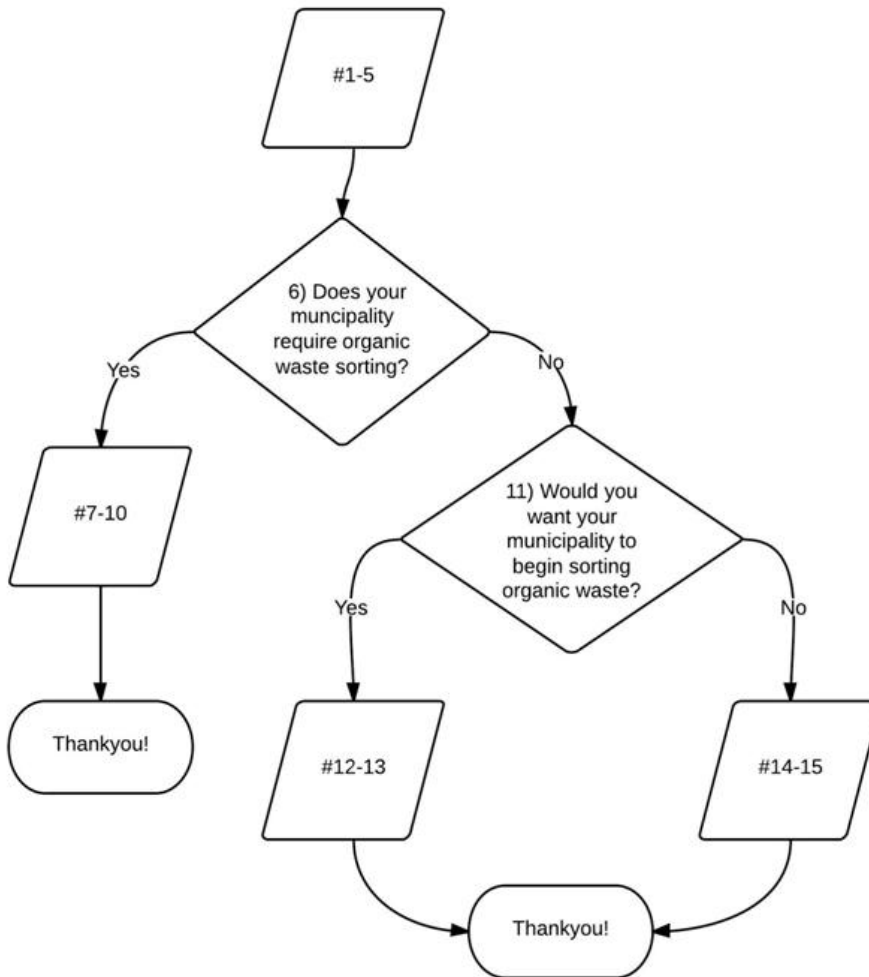 #1-5
6) Does your
muncipality
require organic
waste sorting?
Yes
No
#7-10
11) Would you
want your
municipality to
begin sorting
organic waste?
Yes
No
Thankyou!
#12-13
#14-15
Thankyou!